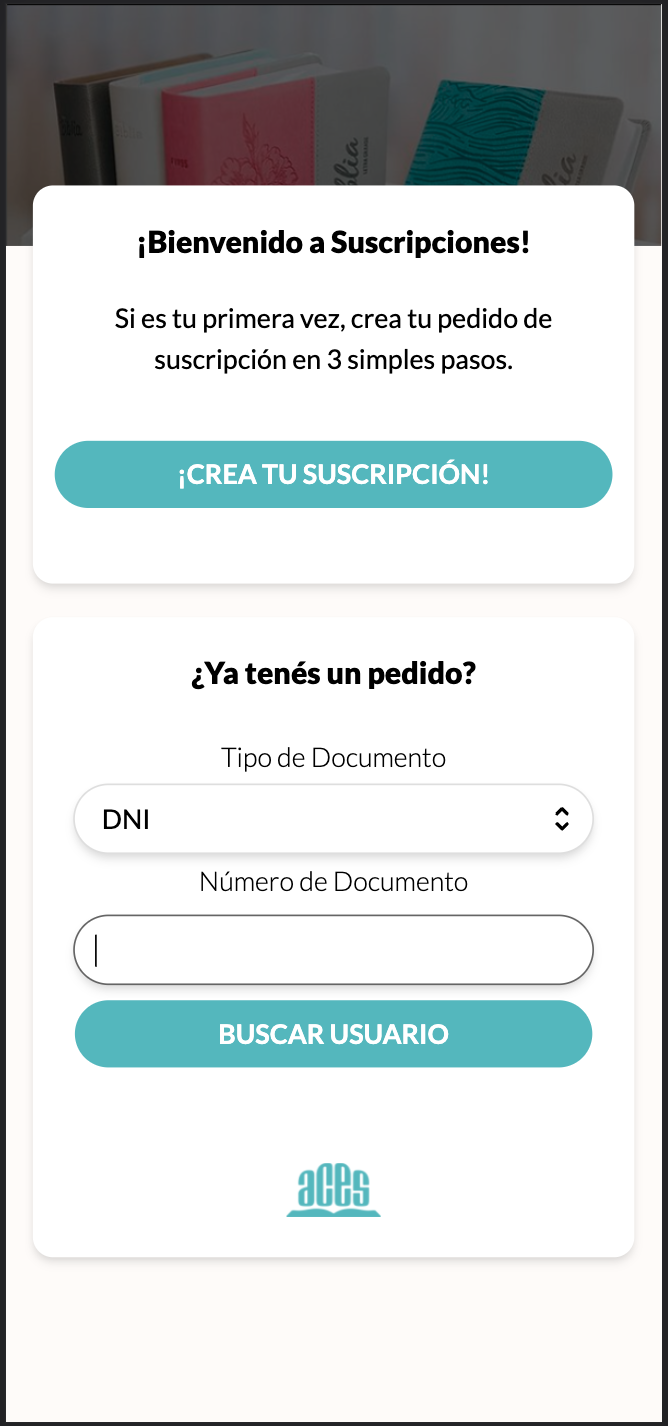 Biblia
¡Bienvenido a Suscripciones!
Si es tu primera vez, crea tu pedido de
suscripción en 3 simples pasos.
¡CREA TU SUSCRIPCIÓN!
¿Ya tenés un pedido?
Tipo de Documento
DNI
Número de Documento
BUSCAR USUARIO
aces